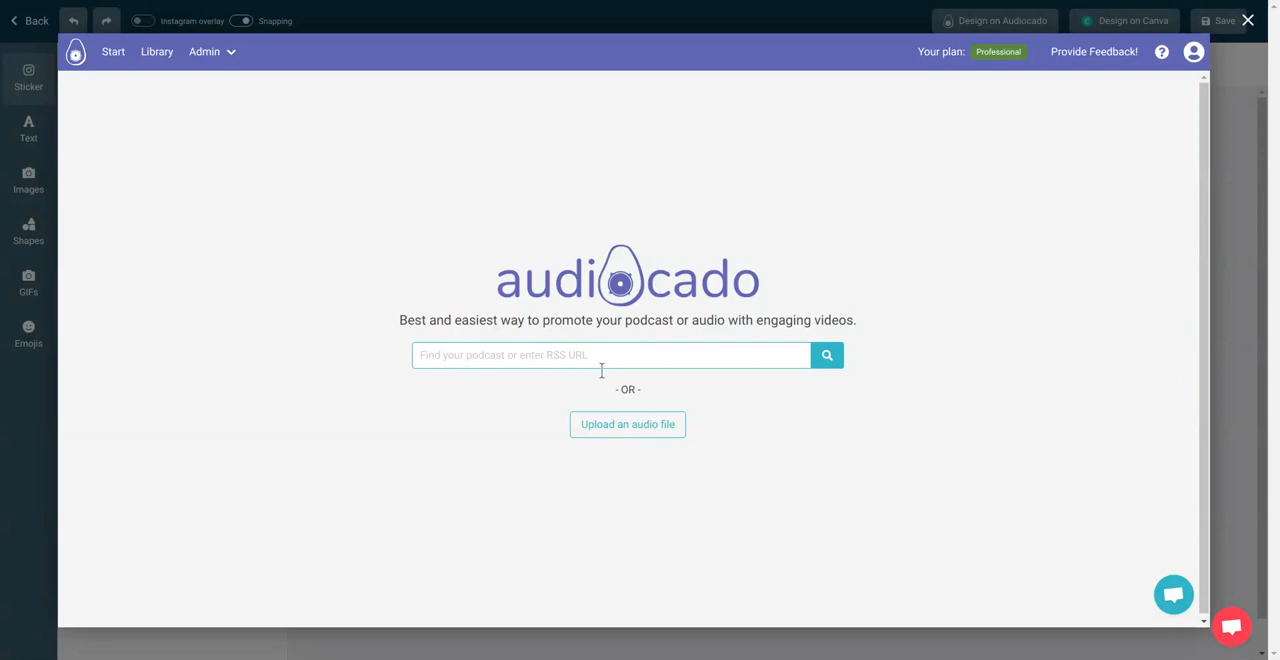 Back
Instagram overlay
Snapping
Design on Audiocado
Design on Canva
Save
Start
Library
Admin
Your plan:
Professional
Provide Feedback!
?
Sticker
A
Text
Images
Shapes
GIFs
Emojis
audiocado
Best and easiest way to promote your podcast or audio with engaging videos.
Find your podcast or enter RSS URL
- OR -
Upload an audio file